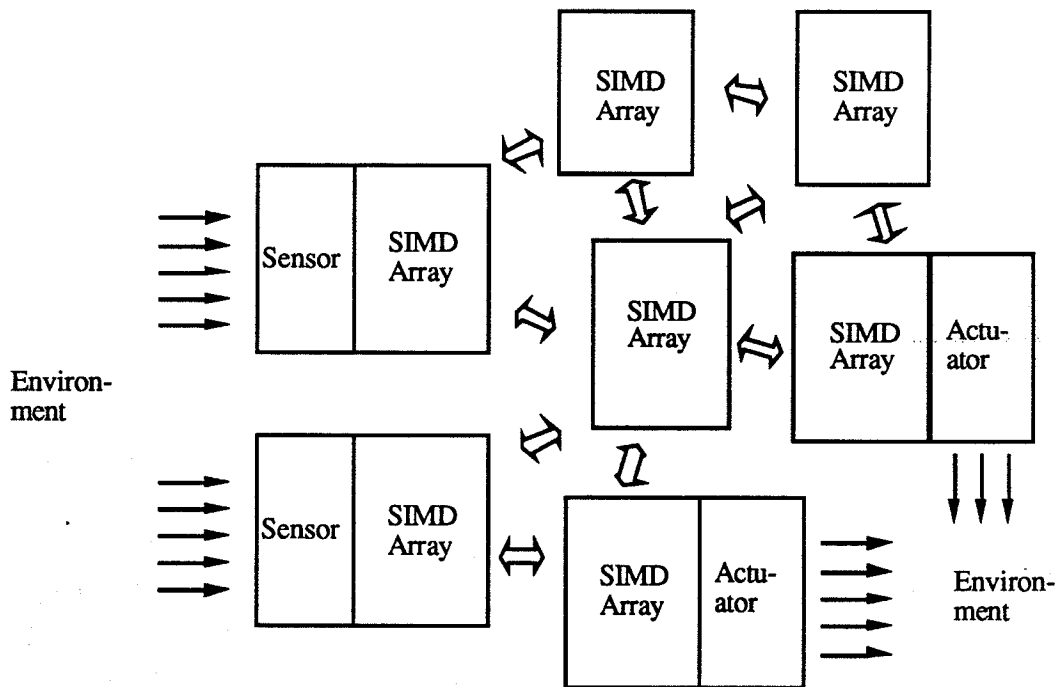 SIMD
Array
SIMD
Array
Sensor
SIMD
Array
SIMD
Array
SIMD
Array
Actu-
ator
Environ-
ment
Sensor
SIMD
Array
SIMD
Array
Actu-
ator
Environ-
ment